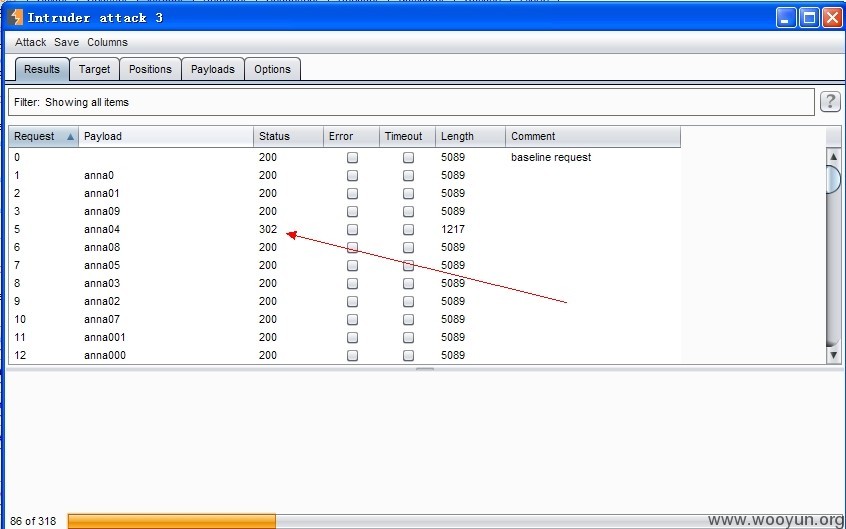 Intruder attack 3
Attack Save Columns
Results Target Positions Payloads Options
Filter: Showing all items ?
Request Payload Status Error Timeout Length Comment
0 200 5089 baseline request
1 anna0 200 5089
2 anna01 200 5089
3 anna09 200 5089
5 anna04 302 1217
6 anna08 200 5089
7 anna05 200 5089
8 anna03 200 5089
9 anna02 200 5089
10 anna07 200 5089
11 anna001 200 5089
12 anna000 200 5089
86 of 318
www.wooyun.org